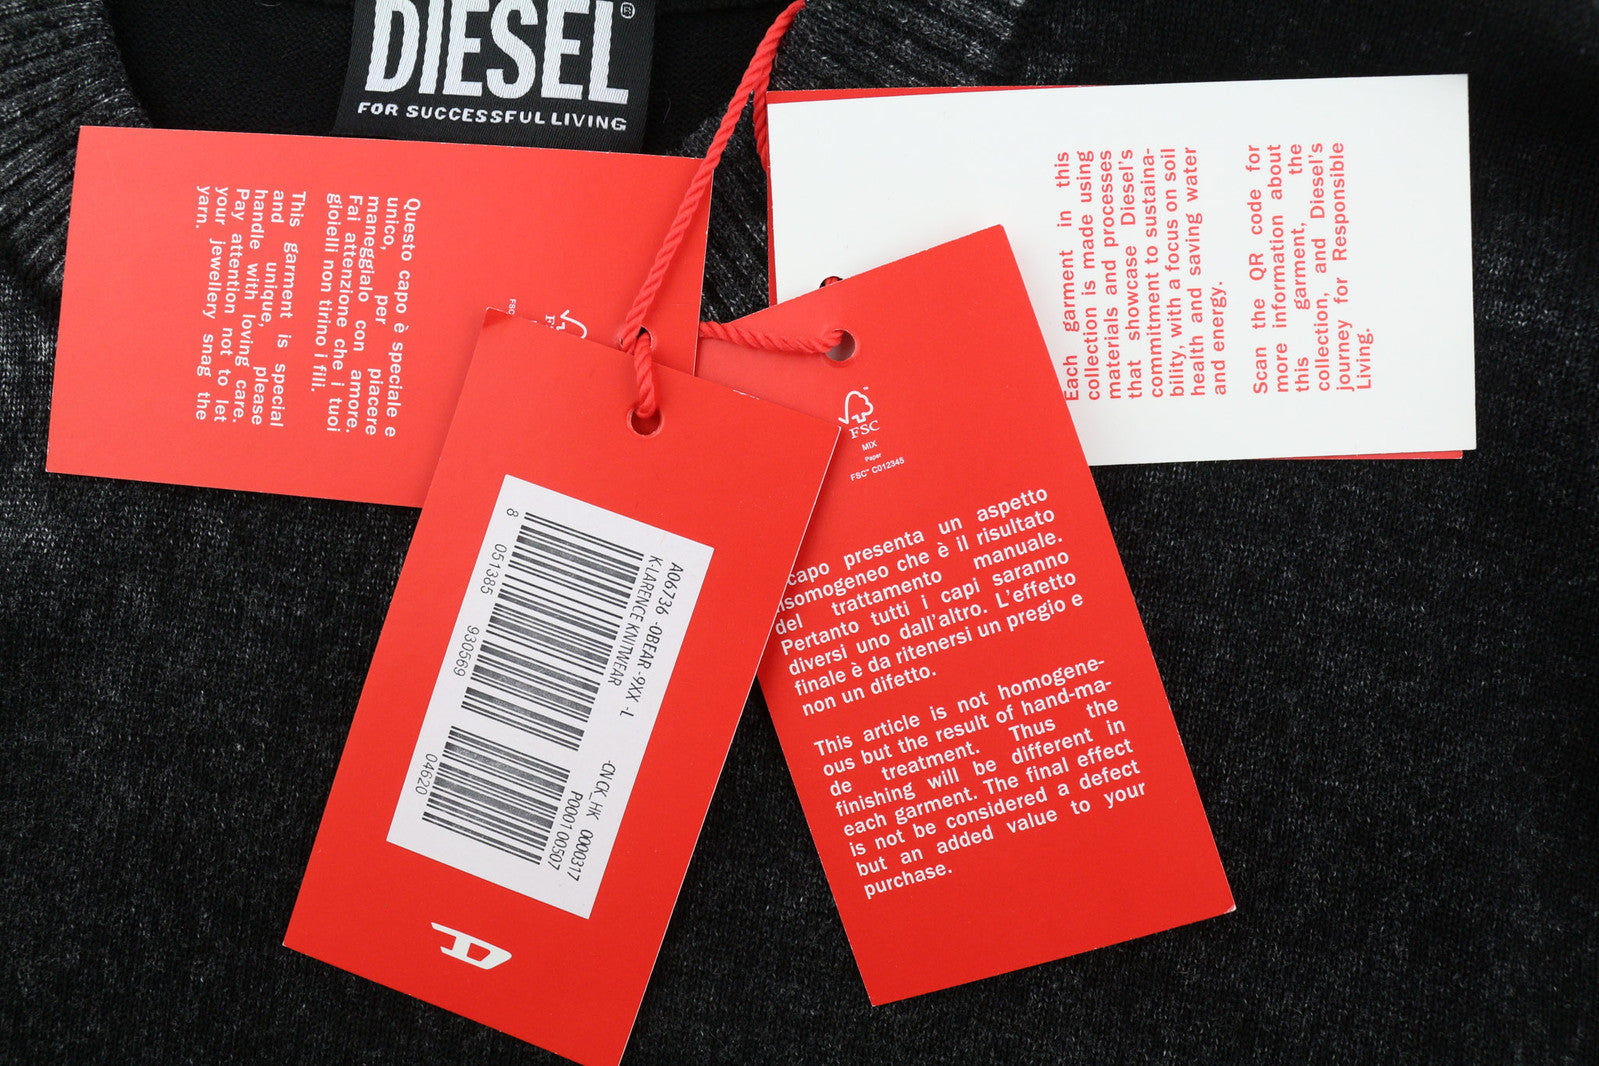 DIESEL®
FOR SUCCESSFUL LIVING
Questo capo è speciale e
unico, per piacere
maneggialo con amore.
Fai attenzione che i tuoi
gioielli non tirino i fili.
This garment is special
and unique, please
handle with loving care.
Pay attention not to let
your jewellery snag the
yarn.
FSC
Each garment in this
collection is made using
materials and processes
that showcase Diesel's
commitment to sustaina-
bility, with a focus on soil
health and saving water
and energy.
Scan the QR code for
more information about
this garment, the
collection, and Diesel's
journey for Responsible
Living.
A06736 -0BEAR -9XX -L
K-LARENCE KNITWEAR
8 051385 930569
04620
-CN CK_HK 0000317
P000100507
FSC
MIX
Paper
FSC™ C012345
capo presenta un aspetto
isomogeneo che è il risultato
del trattamento manuale.
Pertanto tutti i capi saranno
diversi uno dall'altro. L'effetto
finale è da ritenersi un pregio e
non un difetto.
This article is not homogene-
ous but the result of hand-ma-
de treatment. Thus the
finishing will be different in
each garment. The final effect
is not be considered a defect
but an added value to your
purchase.